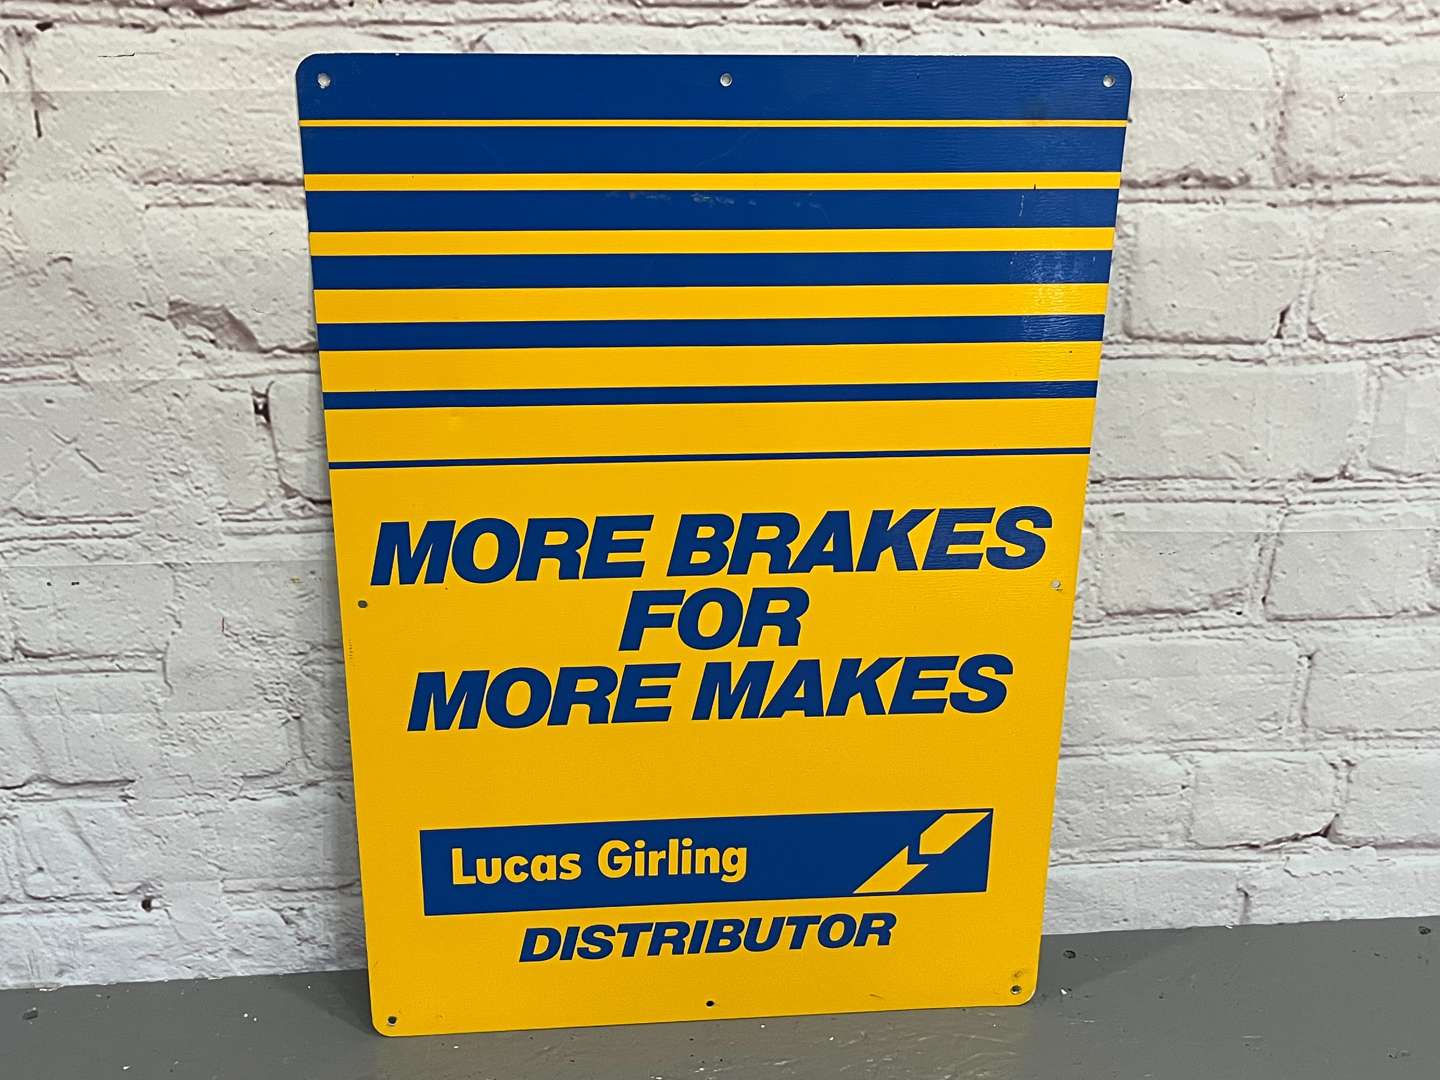 MORE BRAKES
FOR
MORE MAKES
Lucas Girling
DISTRIBUTOR